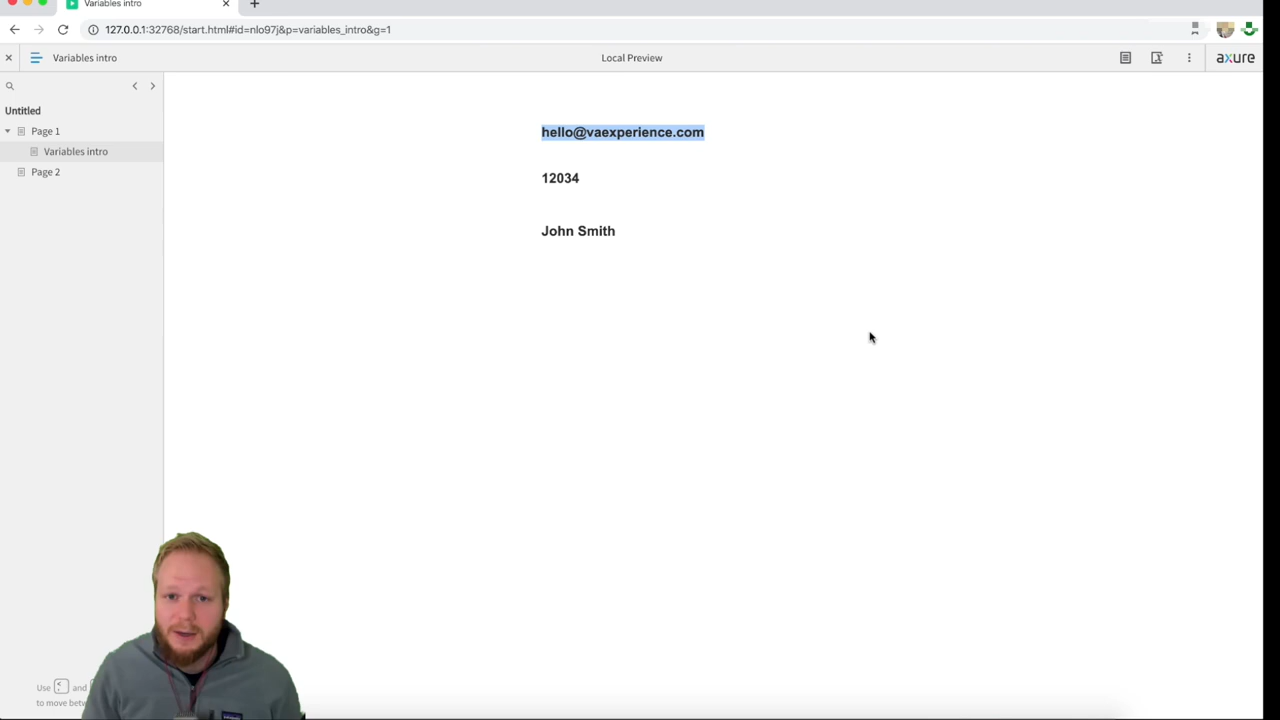 Variables intro
127.0.0.1:32768/start.html#id=nlo97j&p=variables_intro&g=1
Variables intro
Local Preview
axure
Untitled
Page 1
Variables intro
Page 2
hello@vaexperience.com
12034
John Smith
Use < and
to move betw